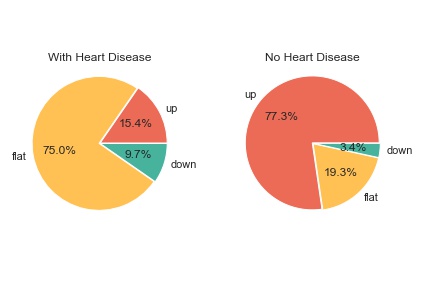 With Heart Disease
up
15.4%
flat
75.0%
9.7%
down
No Heart Disease
up
77.3%
3.4%
down
19.3%
flat